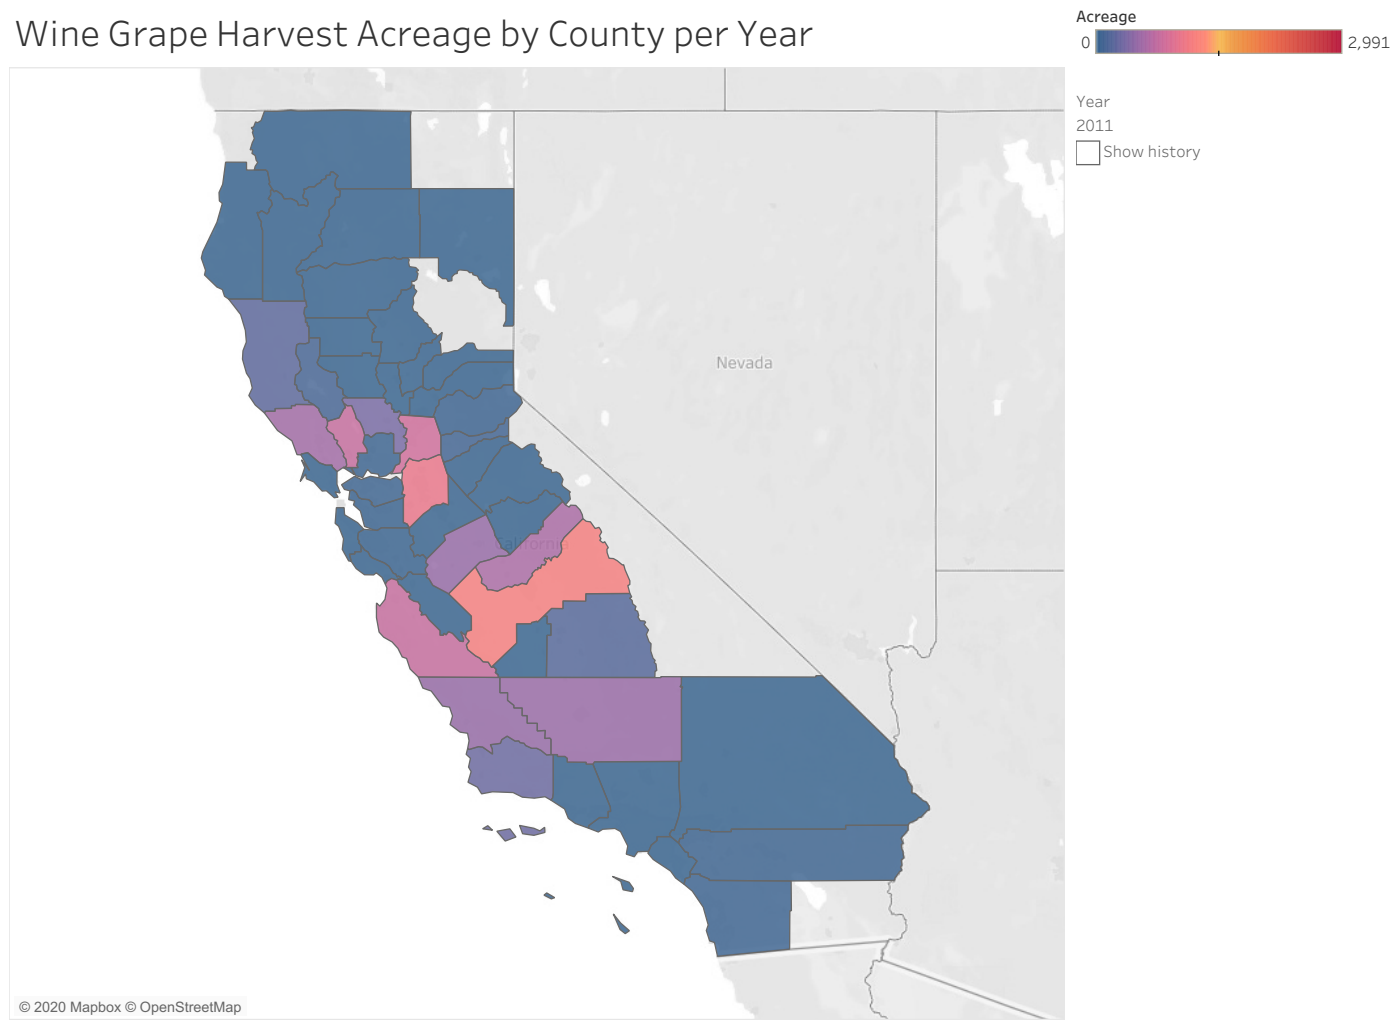 Wine Grape Harvest Acreage by County per Year
Acreage
0 2,991
Year
2011
Show history
Nevada
California
© 2020 Mapbox © OpenStreetMap